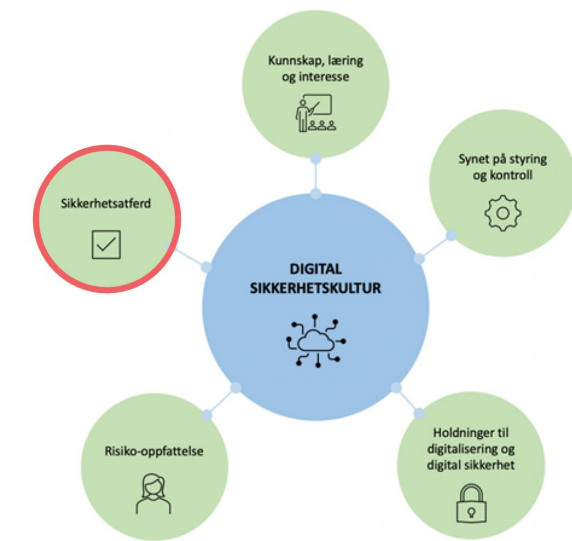 Kunnskap, læring
og interesse
Synet på styring
og kontroll
Sikkerhetsatferd
DIGITAL
SIKKERHETSKULTUR
Risiko-oppfattelse
Holdninger til
digitalisering og
digital sikkerhet